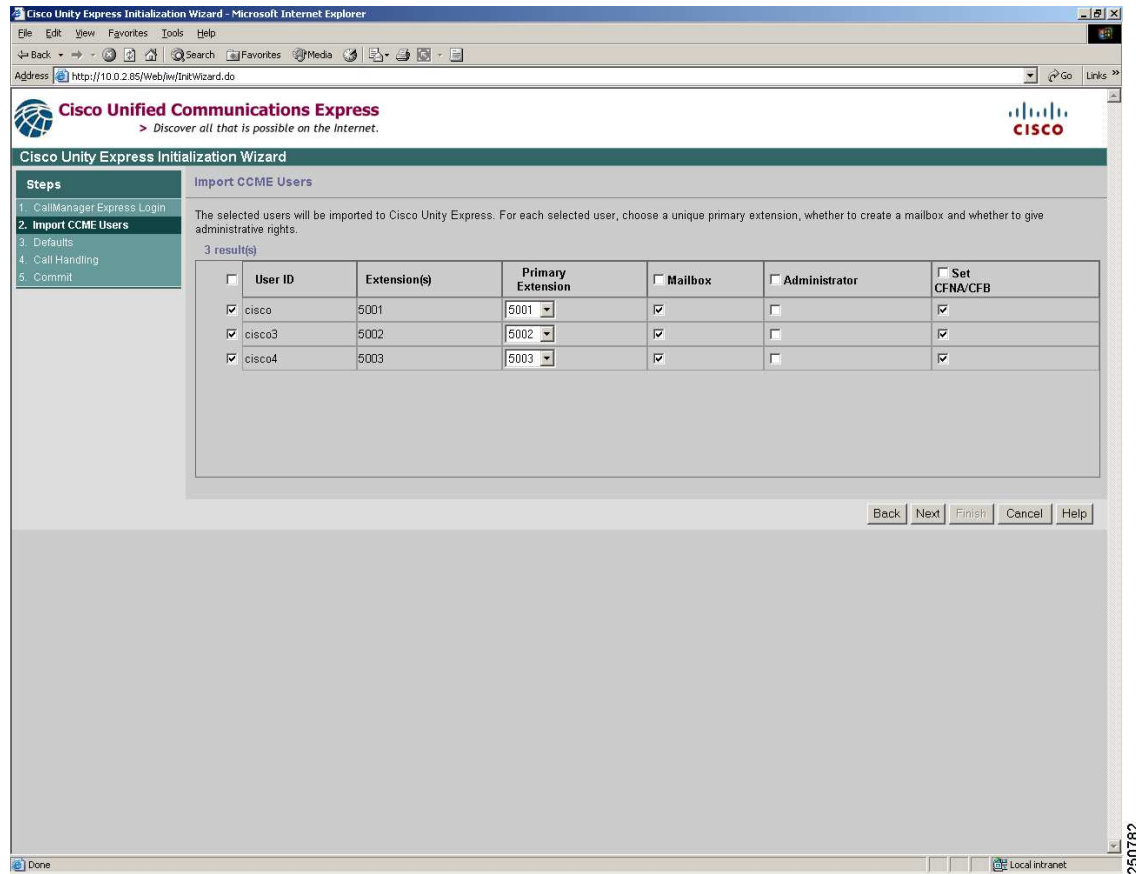 Cisco Unity Express Initialization Wizard - Microsoft Internet Explorer
File Edit View Favorites Tools Help
Back Search Favorites Media
Address http://10.0.2.85/Web/iw/InitWizard.do Go Links »
Cisco Unified Communications Express
> Discover all that is possible on the Internet.
CISCO
Cisco Unity Express Initialization Wizard
Steps
1. CallManager Express Login
2. Import CCME Users
3. Defaults
4. Call Handling
5. Commit
Import CCME Users
The selected users will be imported to Cisco Unity Express. For each selected user, choose a unique primary extension, whether to create a mailbox and whether to give
administrative rights.
3 result(s)
User ID Extension(s) Primary Extension Mailbox Administrator Set CFNA/CFB
cisco 5001 5001
cisco3 5002 5002
cisco4 5003 5003
Back Next Finish Cancel Help
Done Local intranet
250782